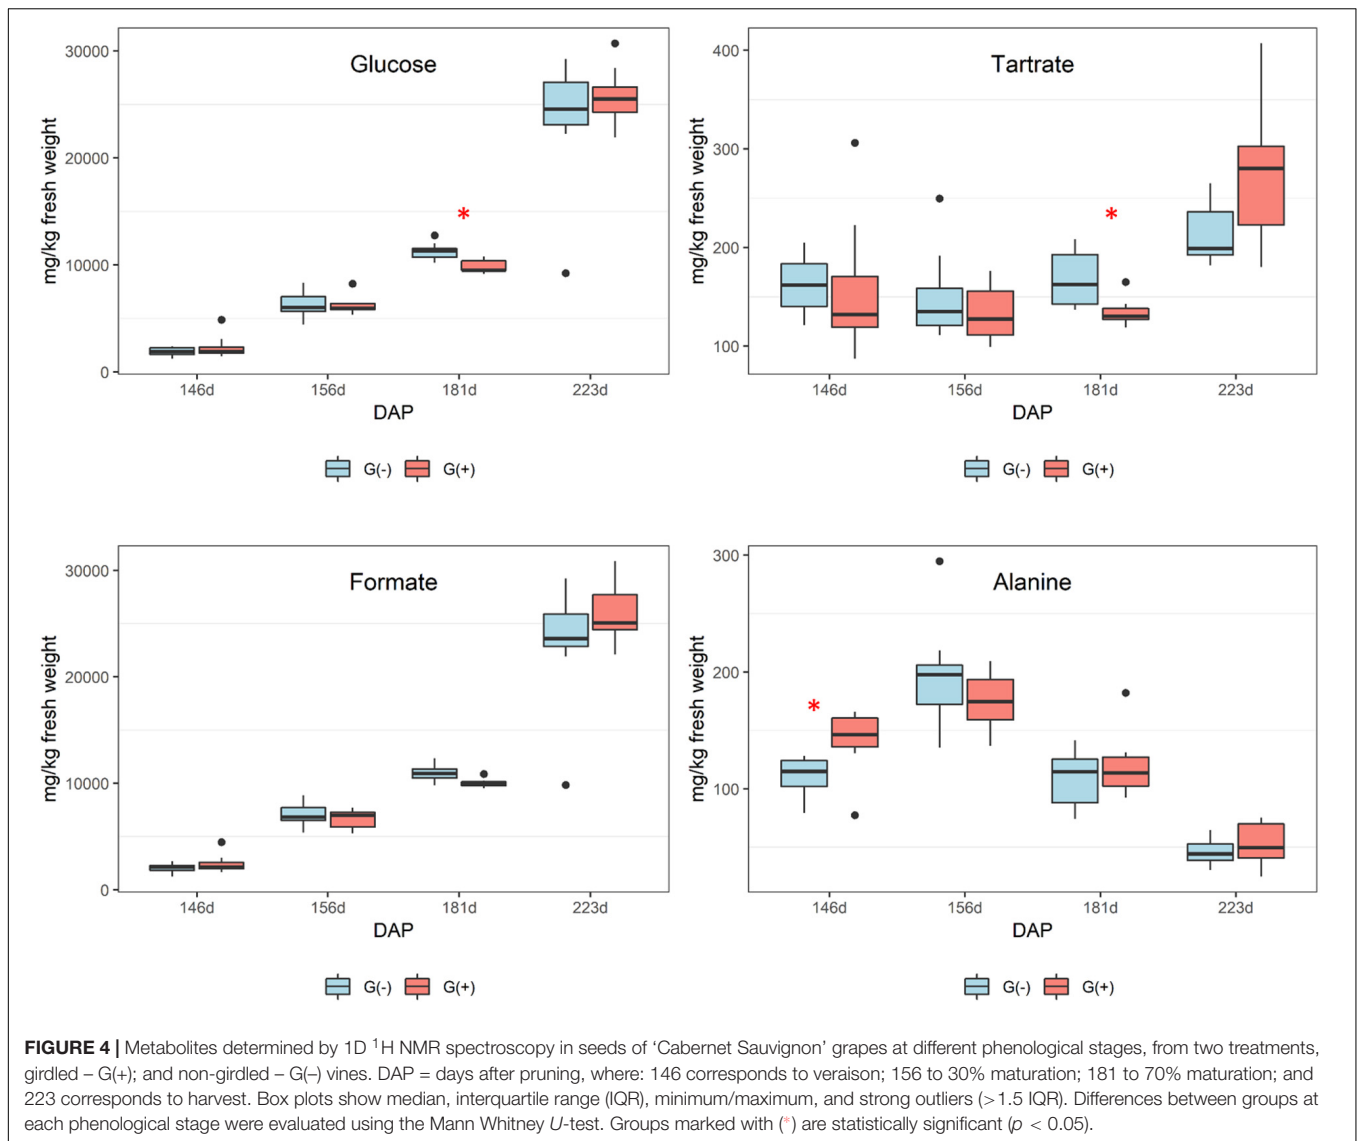 Glucose
30000
20000
10000
0
mg/kg fresh weight
*
146d 156d 181d 223d
DAP
G(-) G(+)
Tartrate
400
300
200
100
mg/kg fresh weight
*
146d 156d 181d 223d
DAP
G(-) G(+)
Formate
30000
20000
10000
0
mg/kg fresh weight
146d 156d 181d 223d
DAP
G(-) G(+)
Alanine
300
200
100
mg/kg fresh weight
*
146d 156d 181d 223d
DAP
G(-) G(+)
FIGURE 4 | Metabolites determined by 1D ¹H NMR spectroscopy in seeds of ‘Cabernet Sauvignon’ grapes at different phenological stages, from two treatments,
girdled – G(+); and non-girdled – G(–) vines. DAP = days after pruning, where: 146 corresponds to veraison; 156 to 30% maturation; 181 to 70% maturation; and
223 corresponds to harvest. Box plots show median, interquartile range (IQR), minimum/maximum, and strong outliers (>1.5 IQR). Differences between groups at
each phenological stage were evaluated using the Mann Whitney U-test. Groups marked with (*) are statistically significant (p < 0.05).